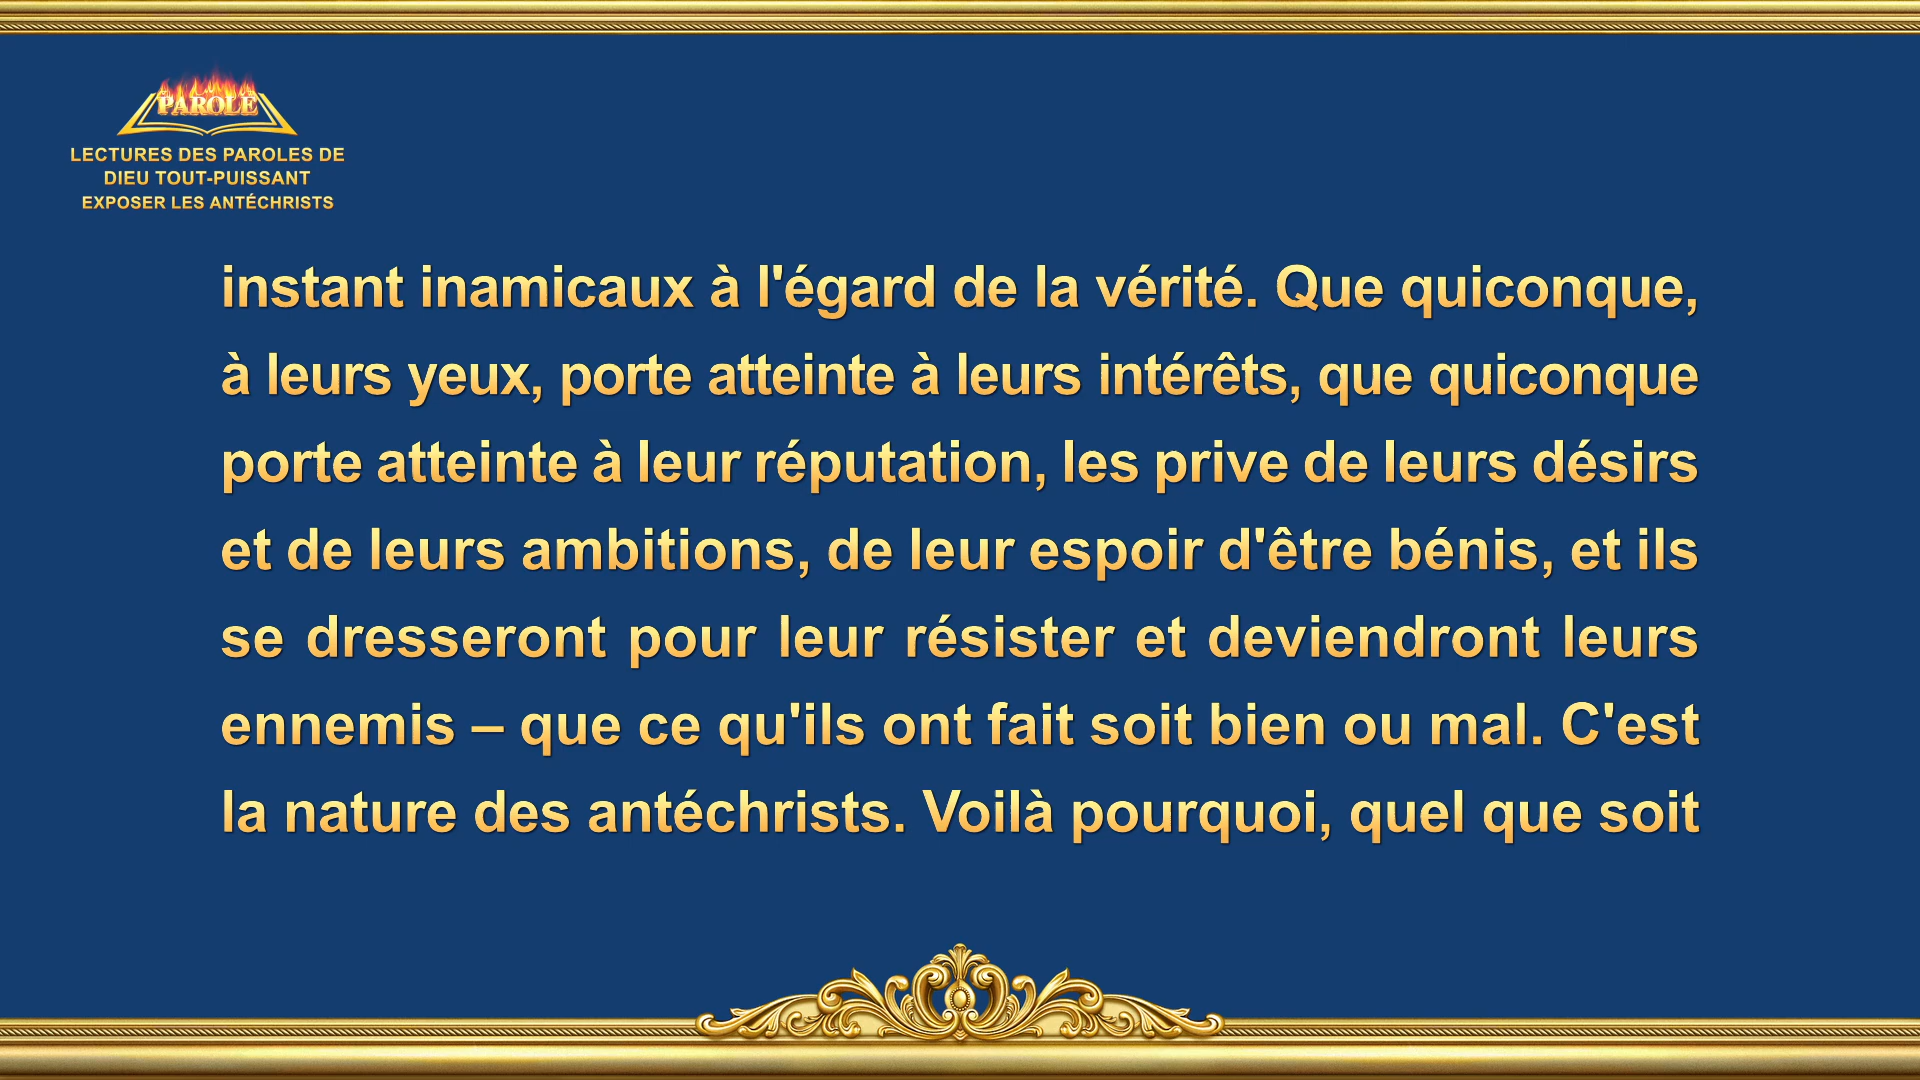 PAROLE
LECTURES DES PAROLES DE
DIEU TOUT-PUISSANT
EXPOSER LES ANTÉCHRISTS
instant inamicaux à l'égard de la vérité. Que quiconque,
à leurs yeux, porte atteinte à leurs intérêts, que quiconque
porte atteinte à leur réputation, les prive de leurs désirs
et de leurs ambitions, de leur espoir d'être bénis, et ils
se dresseront pour leur résister et deviendront leurs
ennemis – que ce qu'ils ont fait soit bien ou mal. C'est
la nature des antéchrists. Voilà pourquoi, quel que soit